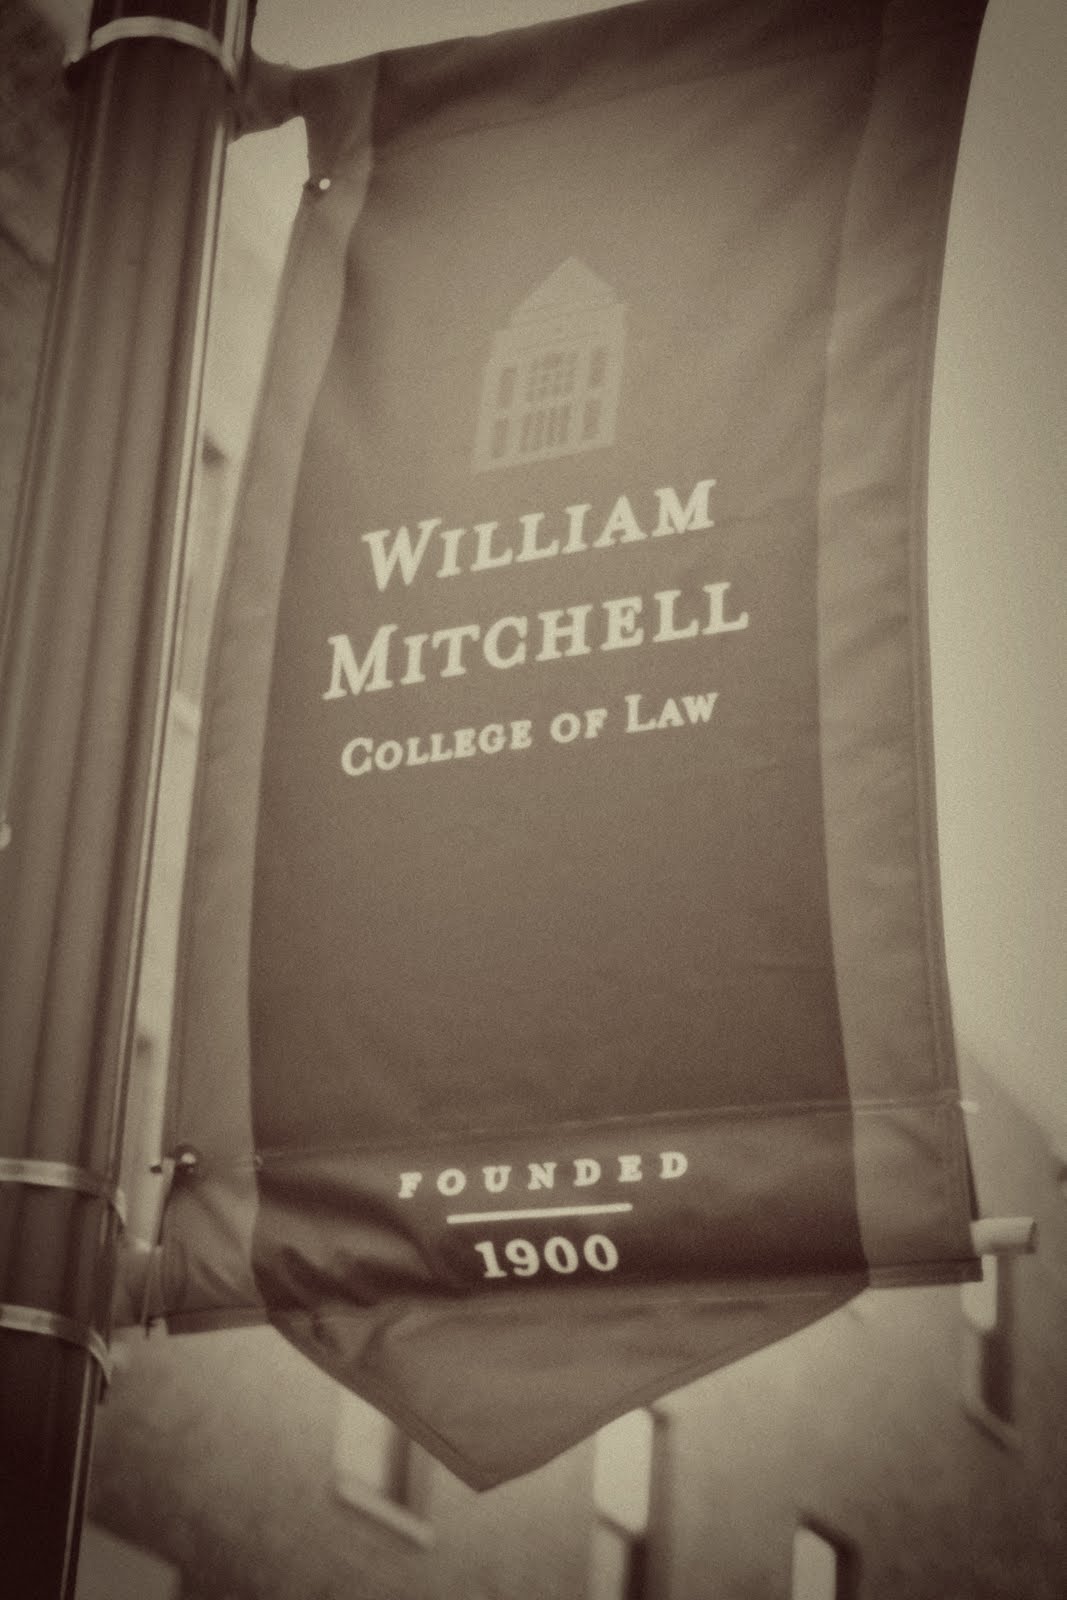 WILLIAM
MITCHELL
COLLEGE OF LAW
FOUNDED
1900